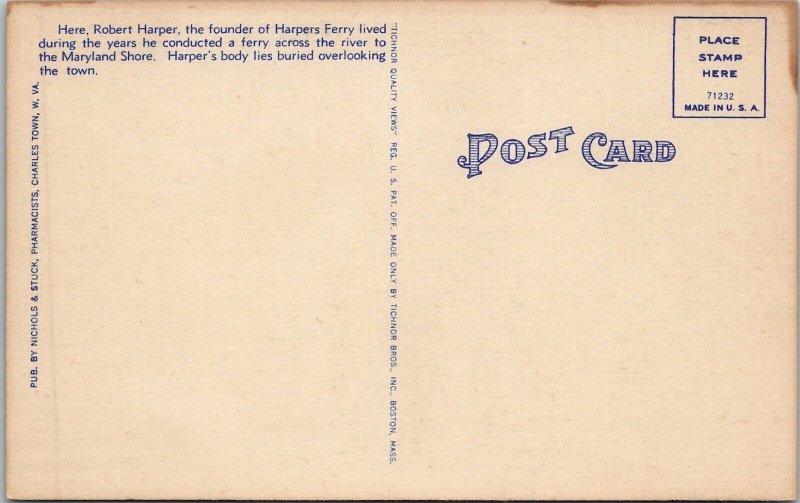 Here, Robert Harper, the founder of Harpers Ferry lived
during the years he conducted a ferry across the river to
the Maryland Shore. Harper's body lies buried overlooking
the town.
PUB. BY NICHOLS & STUCK, PHARMACISTS, CHARLES TOWN, W. VA.
"TICHNOR QUALITY VIEWS" REG. U. S. PAT. OFF. MADE ONLY BY TICHNOR BROS., INC., BOSTON, MASS.
POST CARD
PLACE
STAMP
HERE
71232
MADE IN U. S. A.